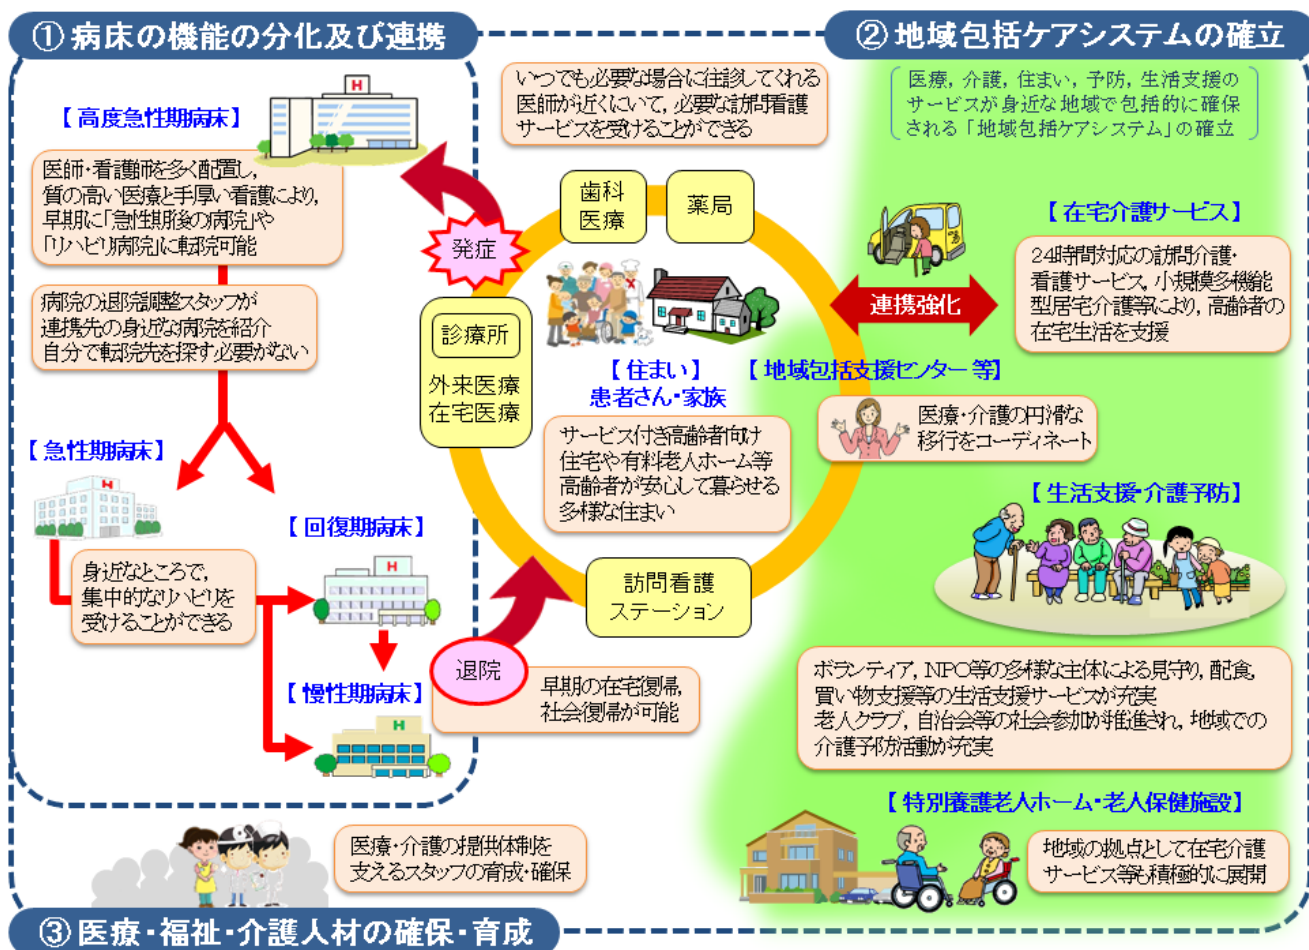 ① 病床の機能の分化及び連携
② 地域包括ケアシステムの確立
【高度急性期病床】
H
医師・看護師を多く配置し,
質の高い医療と手厚い看護により,
早期に「急性期後の病院」や
「リハビリ病院」に転院可能
病院の退院調整スタッフが
連携先の身近な病院を紹介
自分で転院先を探す必要がない
【急性期病床】
H
身近なところで,
集中的なリハビリを
受けることができる
【回復期病床】
H
【慢性期病床】
H
いつでも必要な場合に往診してくれる
医師が近くにいて, 必要な訪問看護
サービスを受けることができる
発症
歯科
医療
薬局
診療所
外来医療
在宅医療
【住まい】
患者さん・家族
サービス付き高齢者向け
住宅や有料老人ホーム等
高齢者が安心して暮らせる
多様な住まい
訪問看護
ステーション
退院
早期の在宅復帰,
社会復帰が可能
医療, 介護, 住まい, 予防, 生活支援の
サービスが身近な地域で包括的に確保
される「地域包括ケアシステム」の確立
連携強化
【在宅介護サービス】
24時間対応の訪問介護・
看護サービス, 小規模多機能
型居宅介護等により, 高齢者の
在宅生活を支援
【地域包括支援センター等】
医療・介護の円滑な
移行をコーディネート
【生活支援・介護予防】
ボランティア, NPO等の多様な主体による見守り, 配食,
買い物支援等の生活支援サービスが充実
老人クラブ, 自治会等の社会参加が推進され, 地域での
介護予防活動が充実
【特別養護老人ホーム・老人保健施設】
地域の拠点として在宅介護
サービス等も積極的に展開
医療・介護の提供体制を
支えるスタッフの育成・確保
③ 医療・福祉・介護人材の確保・育成